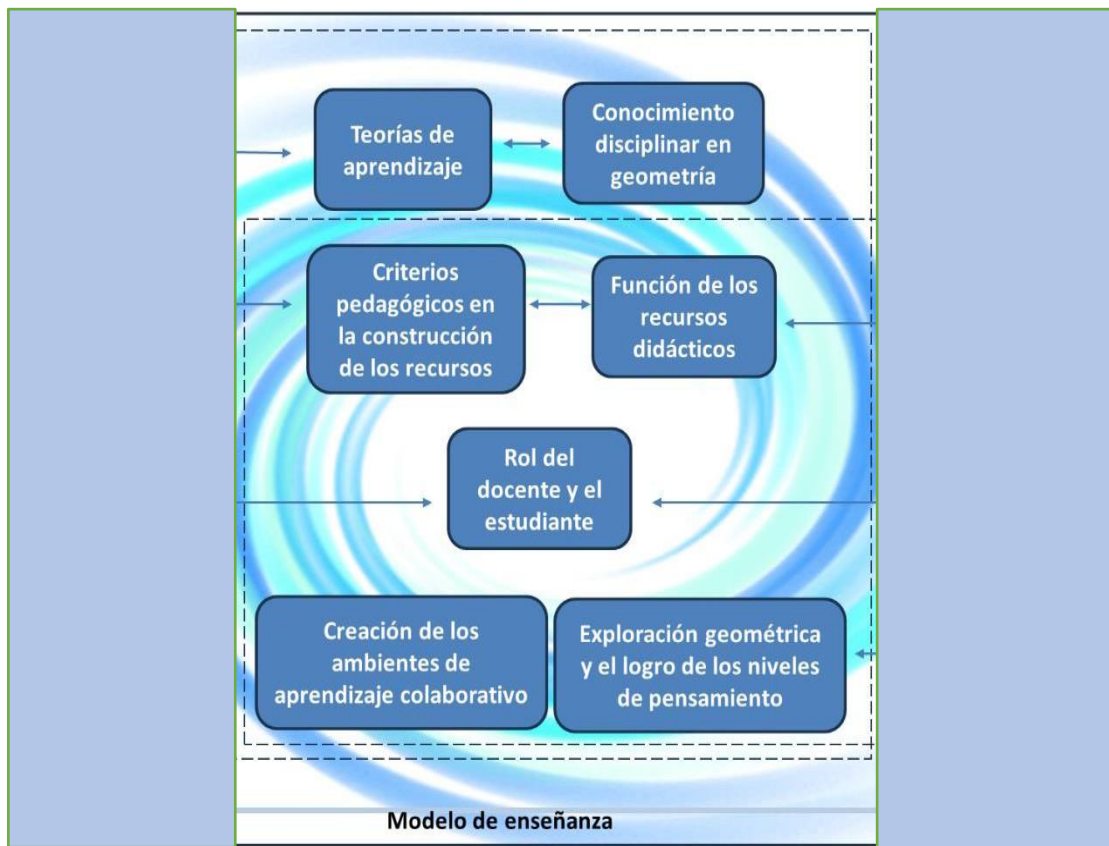 Teorías de
aprendizaje
Conocimiento
disciplinar en
geometría
Criterios
pedagógicos en
la construcción
de los recursos
Función de los
recursos
didácticos
Rol del
docente y el
estudiante
Creación de los
ambientes de
aprendizaje colaborativo
Exploración geométrica
y el logro de los niveles
de pensamiento
Modelo de enseñanza